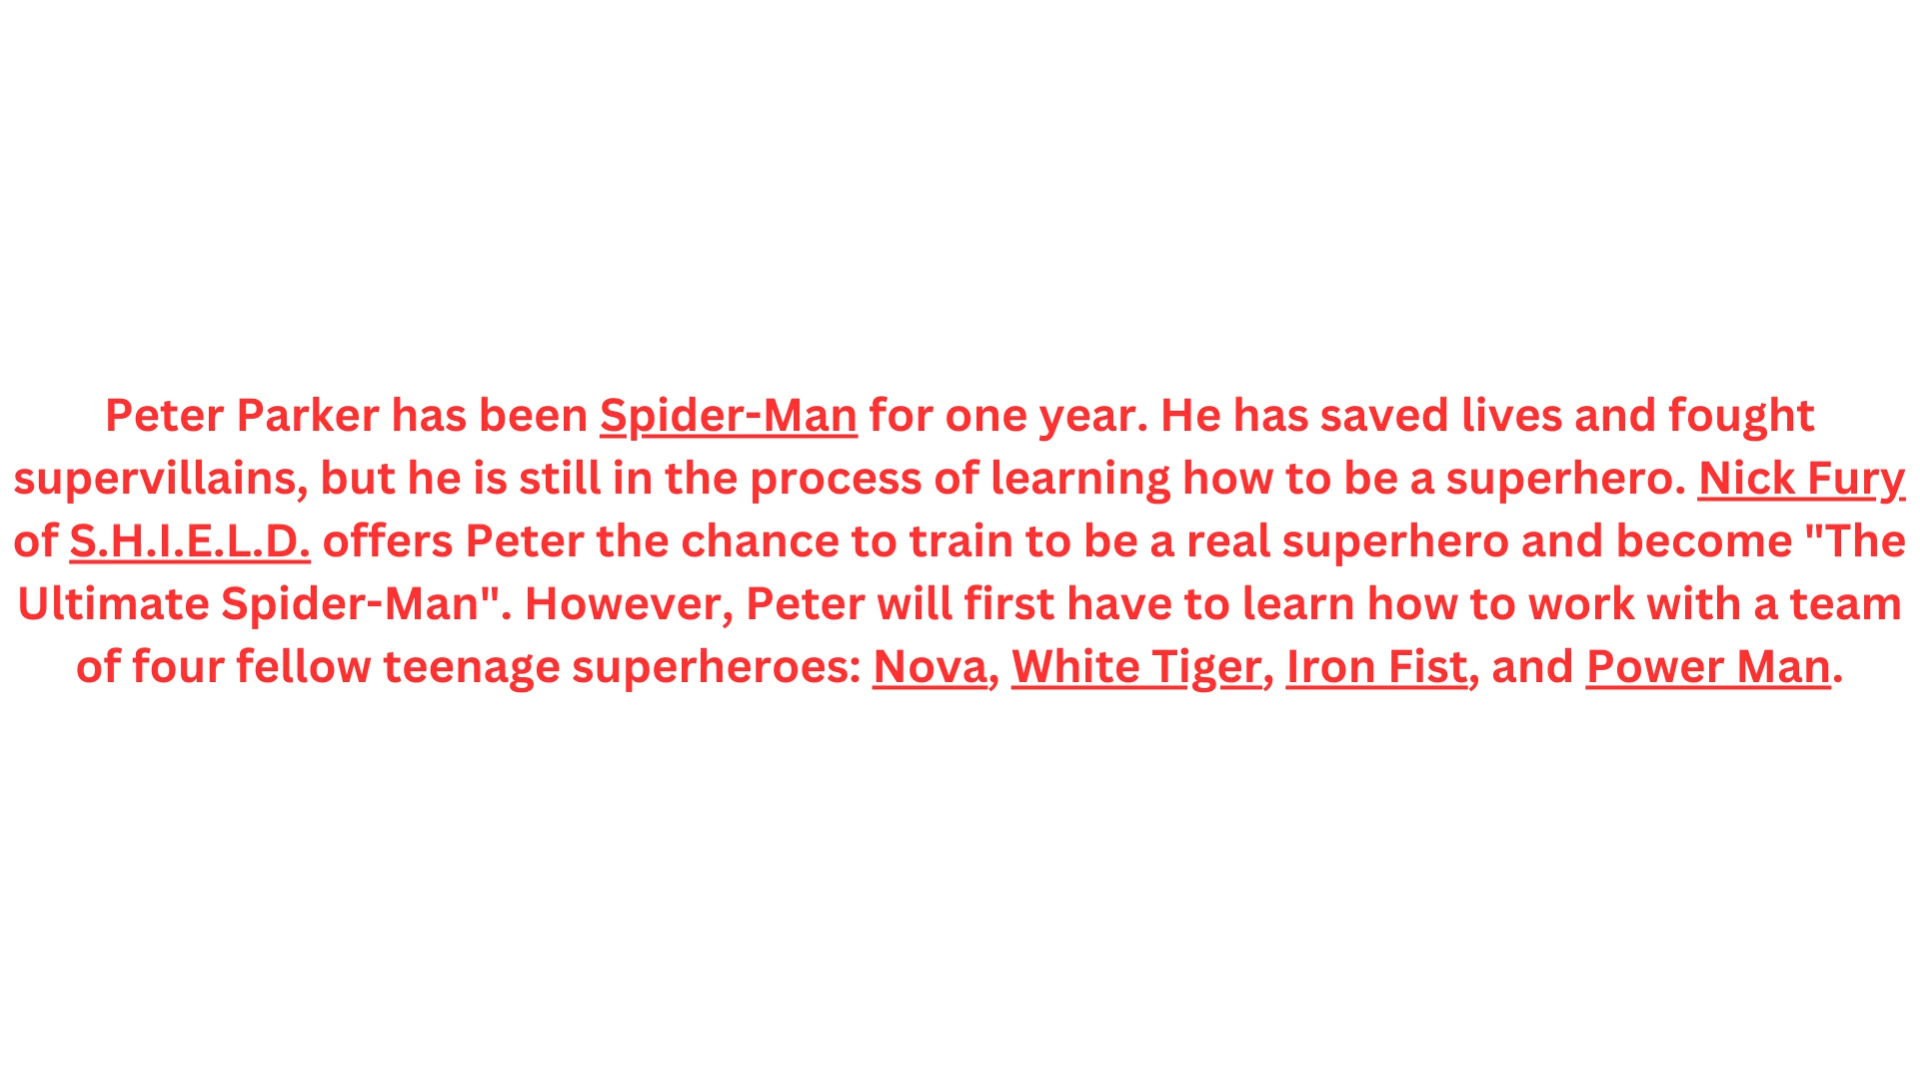 Peter Parker has been Spider-Man for one year. He has saved lives and fought
supervillains, but he is still in the process of learning how to be a superhero. Nick Fury
of S.H.I.E.L.D. offers Peter the chance to train to be a real superhero and become "The
Ultimate Spider-Man". However, Peter will first have to learn how to work with a team
of four fellow teenage superheroes: Nova, White Tiger, Iron Fist, and Power Man.